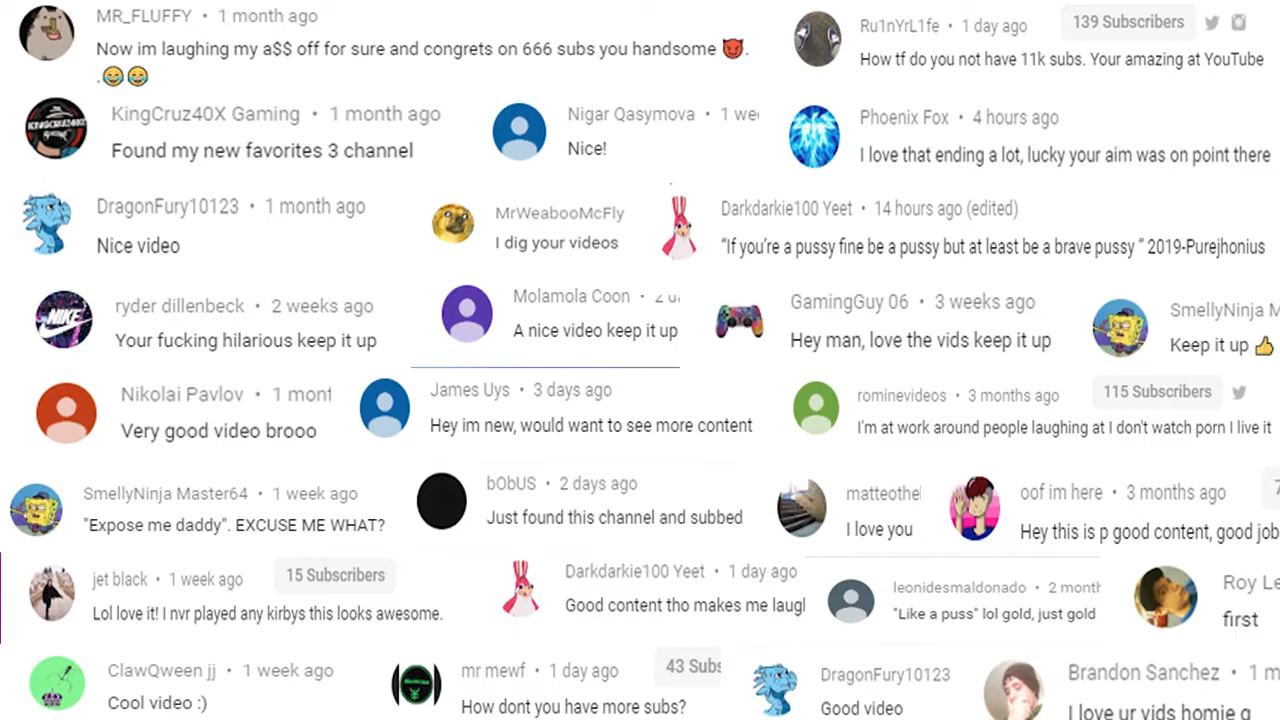 MR_FLUFFY • 1 month ago
Now im laughing my a$$ off for sure and congrets on 666 subs you handsome 😈.
.😂😂
Ru1nYrL1fe • 1 day ago 139 Subscribers
How tf do you not have 11k subs. Your amazing at YouTube
KingCruz40X Gaming • 1 month ago
Found my new favorites 3 channel
Nigar Qasymova • 1 we
Nice!
Phoenix Fox • 4 hours ago
I love that ending a lot, lucky your aim was on point there
DragonFury10123 • 1 month ago
Nice video
MrWeabooMcFly
I dig your videos
Darkdarkie100 Yeet • 14 hours ago (edited)
“If you’re a pussy fine be a pussy but at least be a brave pussy “ 2019-Purejhonius
NIKE
ryder dillenbeck • 2 weeks ago
Your fucking hilarious keep it up
Molamola Coon •
A nice video keep it up
GamingGuy 06 • 3 weeks ago
Hey man, love the vids keep it up
SmellyNinja M
Keep it up 👍
Nikolai Pavlov • 1 mont
Very good video brooo
James Uys • 3 days ago
Hey im new, would want to see more content
rominevideos • 3 months ago 115 Subscribers
I'm at work around people laughing at I don't watch porn I live it
SmellyNinja Master64 • 1 week ago
"Expose me daddy". EXCUSE ME WHAT?
bObUS • 2 days ago
Just found this channel and subbed
matteothe
I love you
oof im here • 3 months ago 7
Hey this is p good content, good job
jet black • 1 week ago 15 Subscribers
Lol love it! I nvr played any kirbys this looks awesome.
Darkdarkie100 Yeet • 1 day ago
Good content tho makes me laugl
leonidesmaldonado • 2 month
"Like a puss" lol gold, just gold
Roy Le
first
ClawQween jj • 1 week ago
Cool video :)
mr mewf • 1 day ago 43 Subs
How dont you have more subs?
DragonFury10123
Good video
Brandon Sanchez • 1 m
I love ur vids homie g